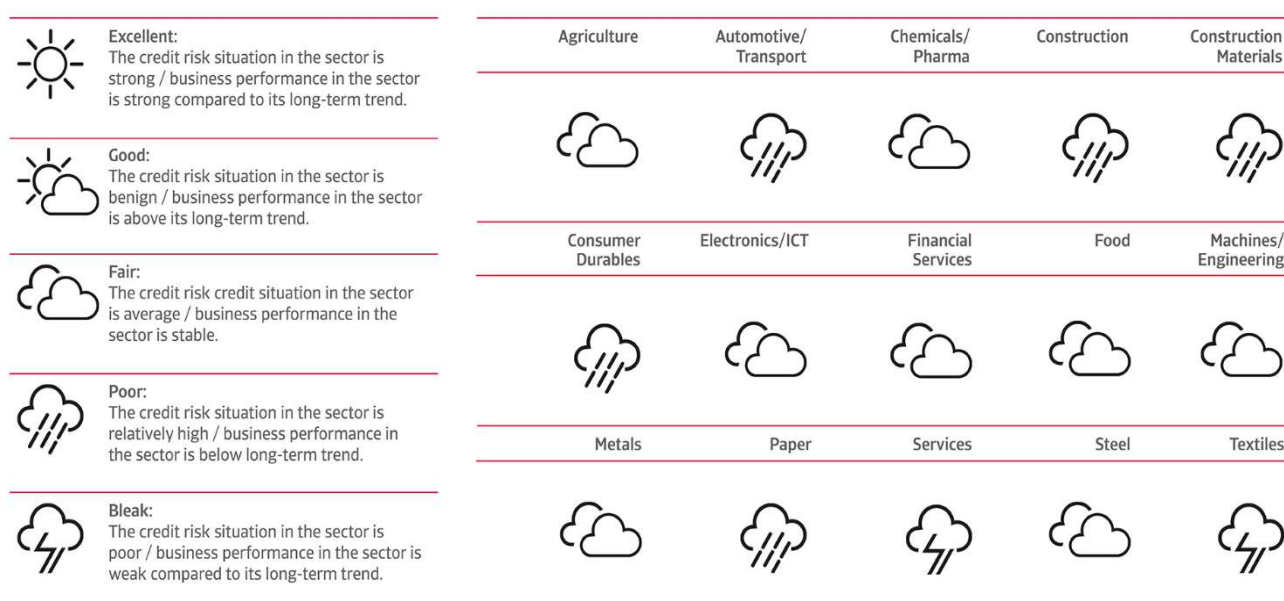 Excellent:
The credit risk situation in the sector is
strong / business performance in the sector
is strong compared to its long-term trend.
Good:
The credit risk situation in the sector is
benign / business performance in the sector
is above its long-term trend.
Fair:
The credit risk credit situation in the sector
is average / business performance in the
sector is stable.
Poor:
The credit risk situation in the sector is
relatively high / business performance in
the sector is below long-term trend.
Bleak:
The credit risk situation in the sector is
poor / business performance in the sector is
weak compared to its long-term trend.
Agriculture
Automotive/
Transport
Chemicals/
Pharma
Construction
Construction
Materials
Consumer
Durables
Electronics/ICT
Financial
Services
Food
Machines/
Engineering
Metals
Paper
Services
Steel
Textiles